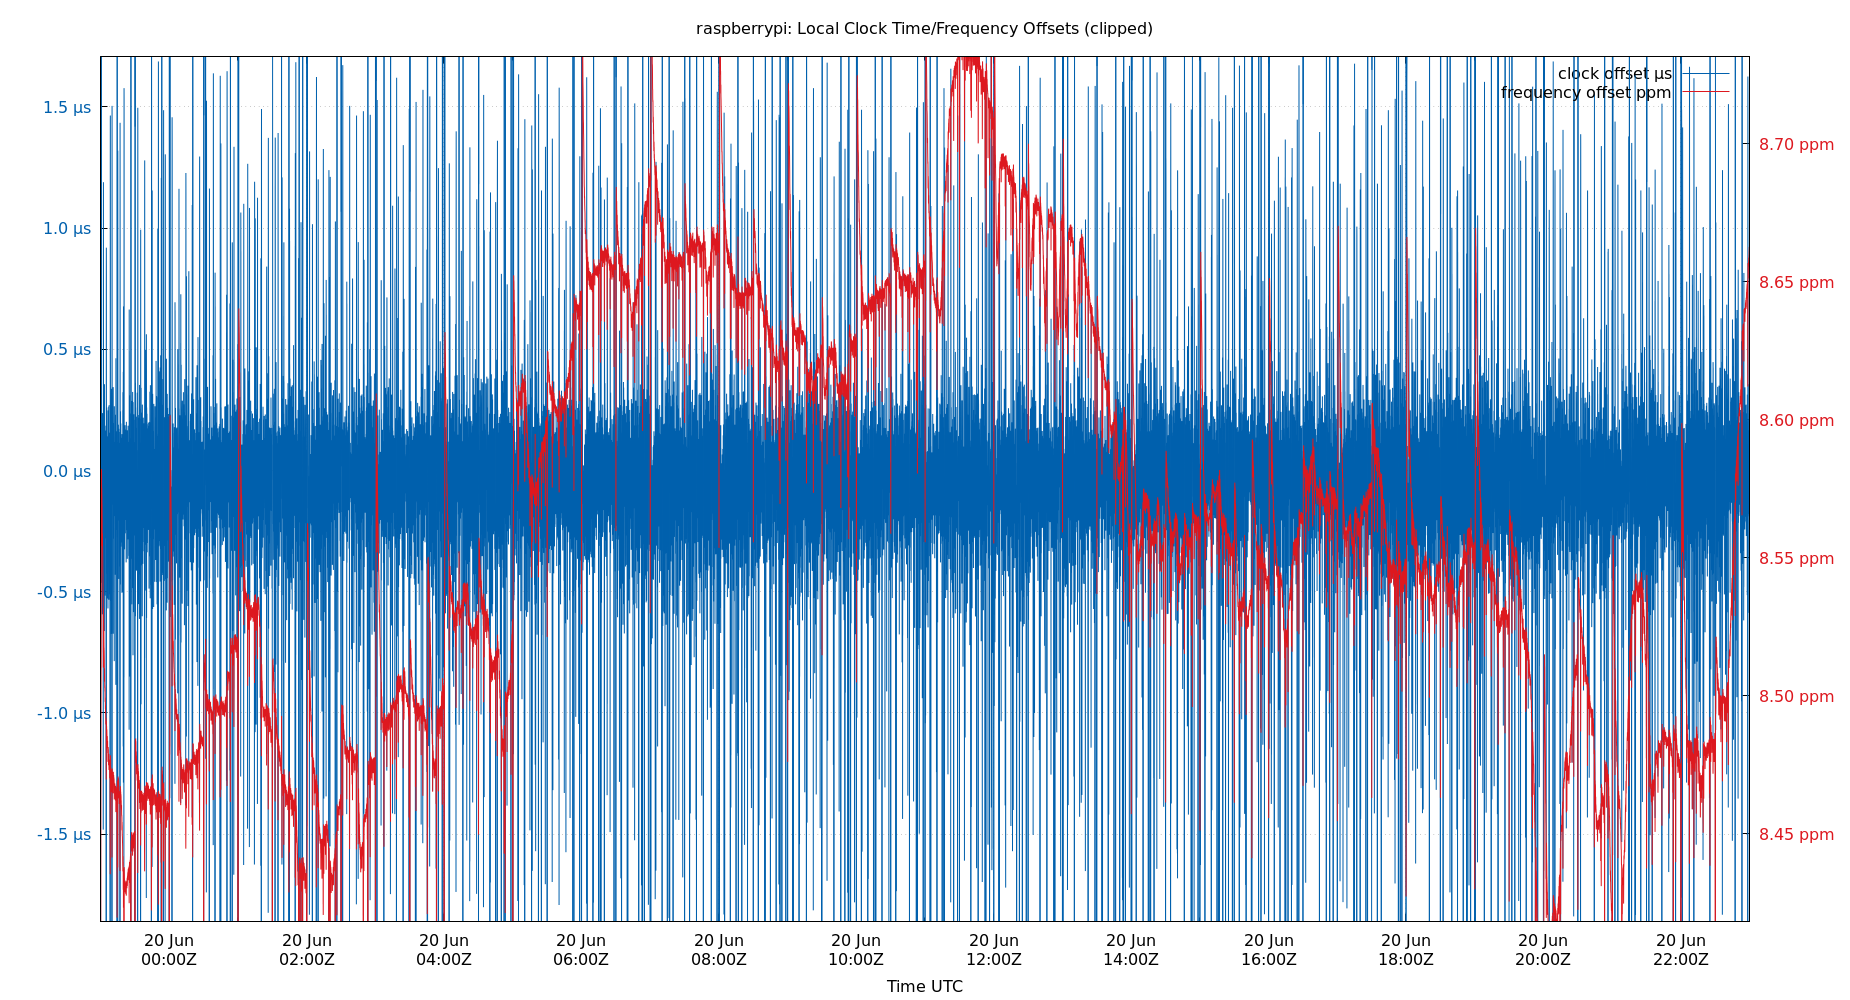 raspberrypi: Local Clock Time/Frequency Offsets (clipped)
clock offset µs
frequency offset ppm
1.5 µs
1.0 µs
0.5 µs
0.0 µs
-0.5 µs
-1.0 µs
-1.5 µs
8.70 ppm
8.65 ppm
8.60 ppm
8.55 ppm
8.50 ppm
8.45 ppm
20 Jun 20 Jun 20 Jun 20 Jun 20 Jun 20 Jun 20 Jun 20 Jun 20 Jun 20 Jun 20 Jun 20 Jun
00:00Z 02:00Z 04:00Z 06:00Z 08:00Z 10:00Z 12:00Z 14:00Z 16:00Z 18:00Z 20:00Z 22:00Z
Time UTC